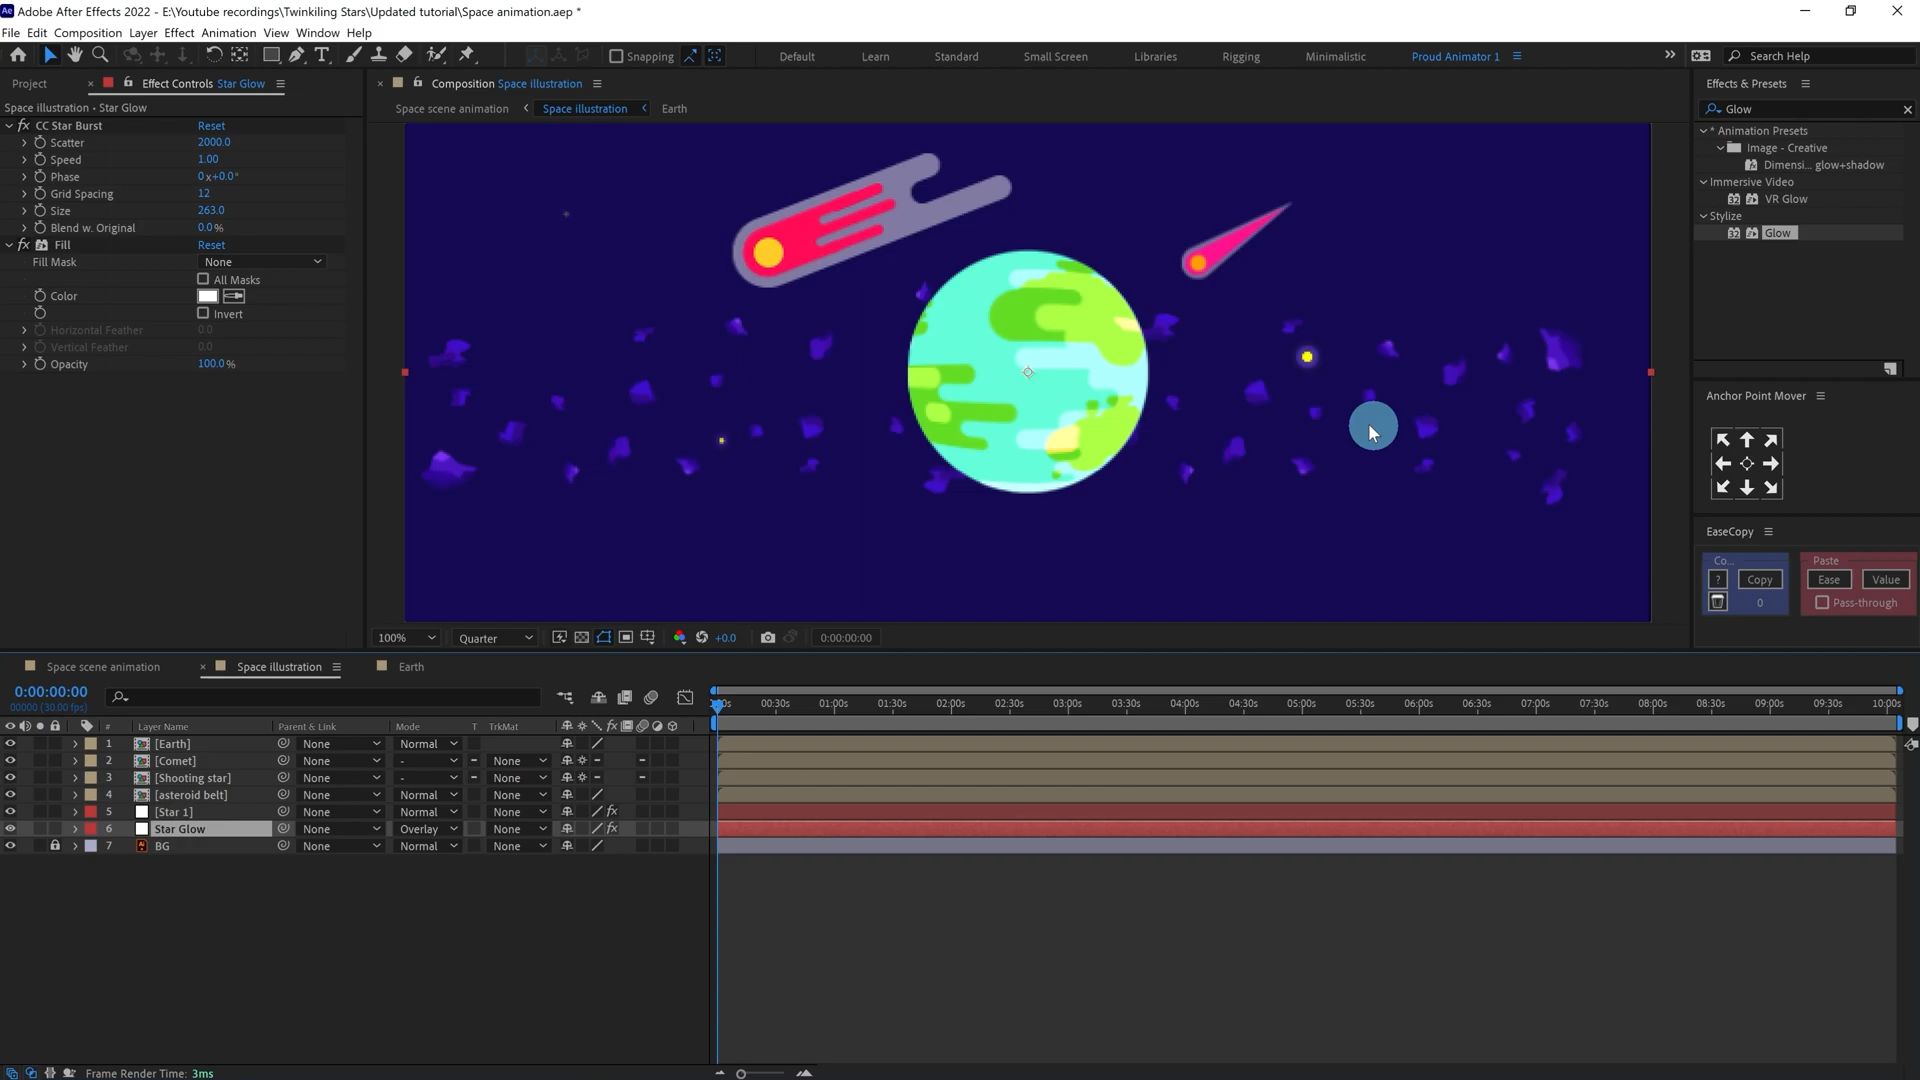 Adobe After Effects 2022 - E:\Youtube recordings\Twinkiling Stars\Updated tutorial\Space animation.aep *
File Edit Composition Layer Effect Animation View Window Help
Snapping Default Learn Standard Small Screen Libraries Rigging Minimalistic Proud Animator 1 Search Help
Project Effect Controls Star Glow
Space illustration • Star Glow
CC Star Burst Reset
Scatter 2000.0
Speed 1.00
Phase 0x+0.0°
Grid Spacing 12
Size 263.0
Blend w. Original 0.0%
Fill Reset
Fill Mask None
All Masks
Color
Invert
Horizontal Feather 0.0
Vertical Feather 0.0
Opacity 100.0%
Composition Space illustration
Space scene animation Space illustration Earth
100% Quarter +0.0 0:00:00:00
Effects & Presets
Glow
* Animation Presets
Image - Creative
Dimensi... glow+shadow
Immersive Video
32 VR Glow
Stylize
32 Glow
Anchor Point Mover
EaseCopy
Co... Paste
? Copy Ease Value
0 Pass-through
Space scene animation Space illustration Earth
0:00:00:00
00000 (30.00 fps)
00:30s 01:00s 01:30s 02:00s 02:30s 03:00s 03:30s 04:00s 04:30s 05:00s 05:30s 06:00s 06:30s 07:00s 07:30s 08:00s 08:30s 09:00s 09:30s 10:00s
# Layer Name Parent & Link Mode T TrkMat
1 [Earth] None Normal
2 [Comet] None - None
3 [Shooting star] None - None
4 [asteroid belt] None Normal None
5 [Star 1] None Normal None
6 Star Glow None Overlay None
7 BG None Normal None
Frame Render Time: 3ms